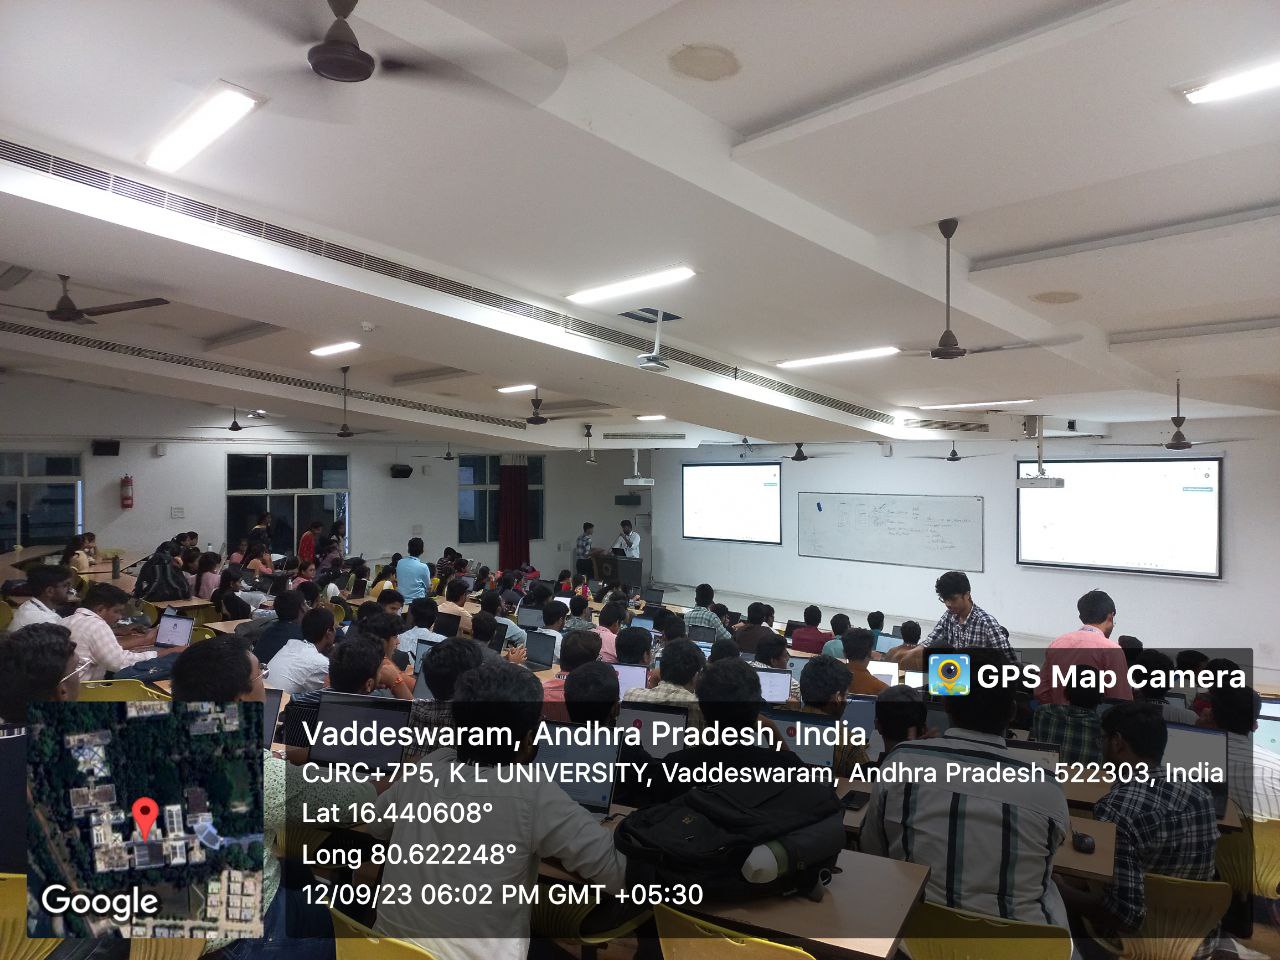 GPS Map Camera
Vaddeswaram, Andhra Pradesh, India
CJRC+7P5, K L UNIVERSITY, Vaddeswaram, Andhra Pradesh 522303, India
Lat 16.440608°
Long 80.622248°
12/09/23 06:02 PM GMT +05:30
Google